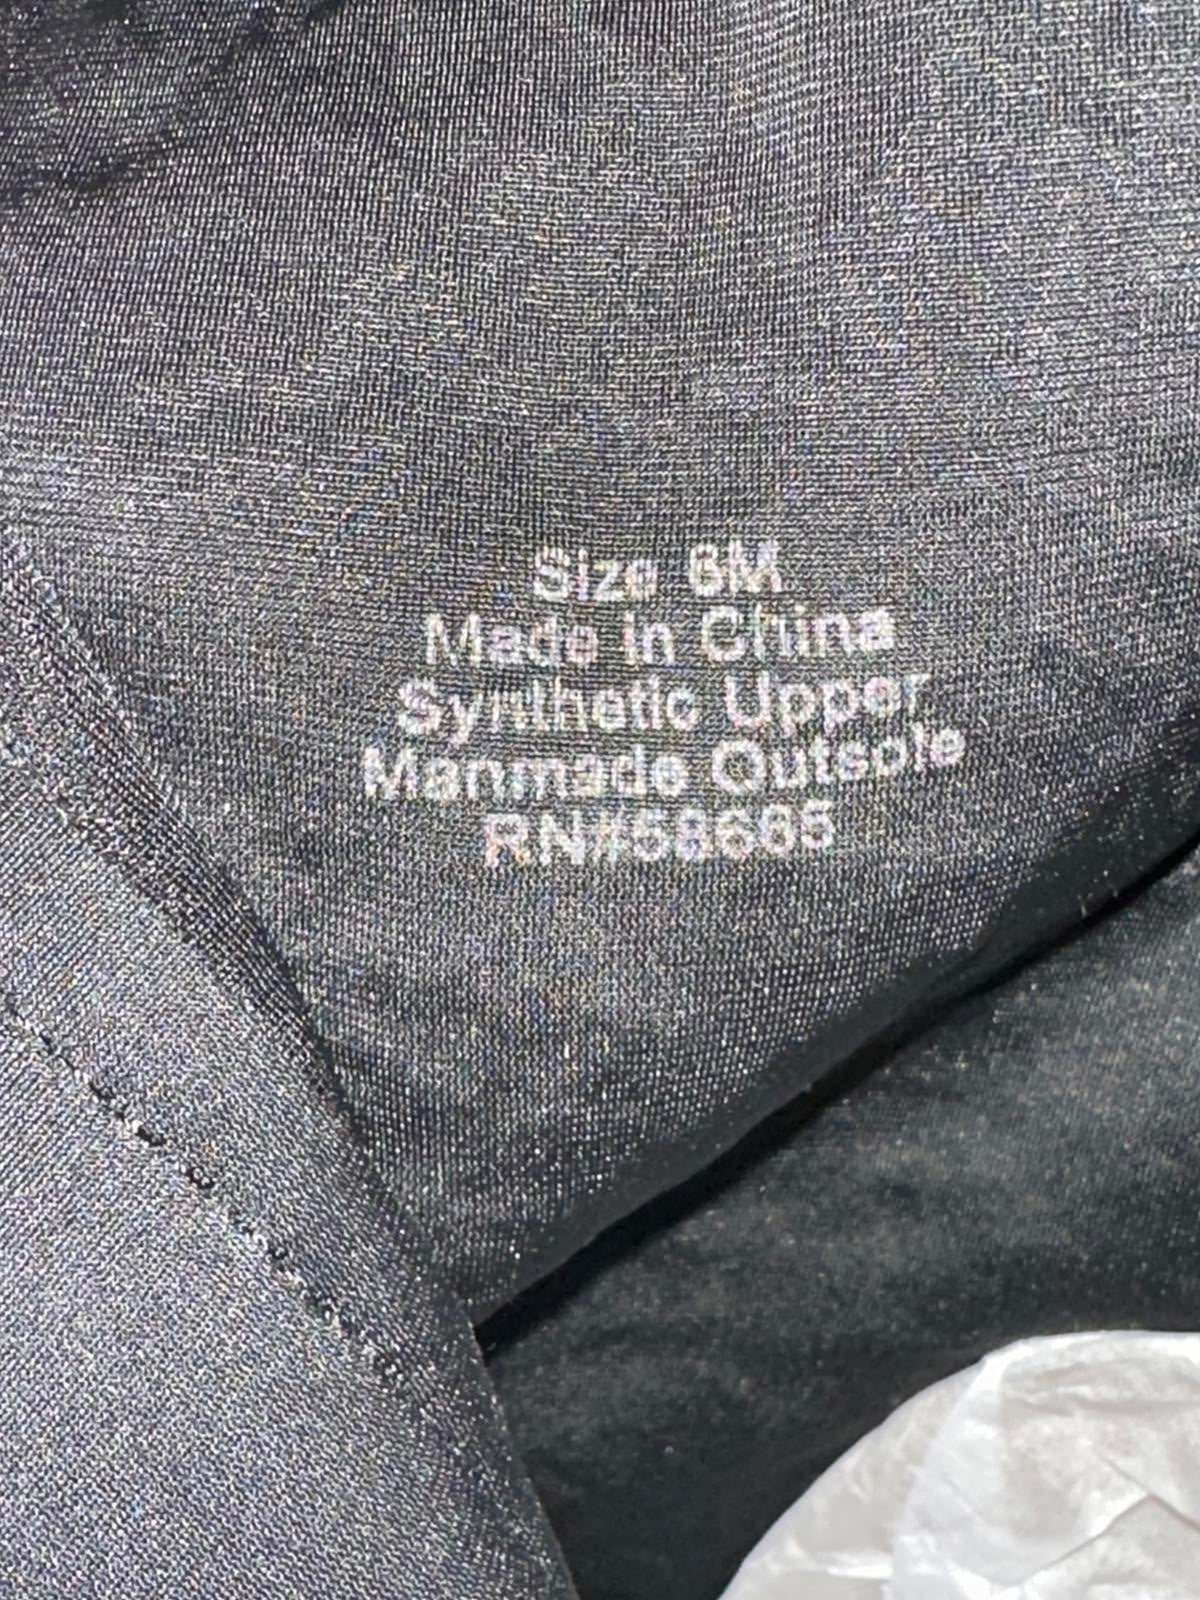 Size 6M
Made in China
Synthetic Upper
Manmade Outsole
RN#58665